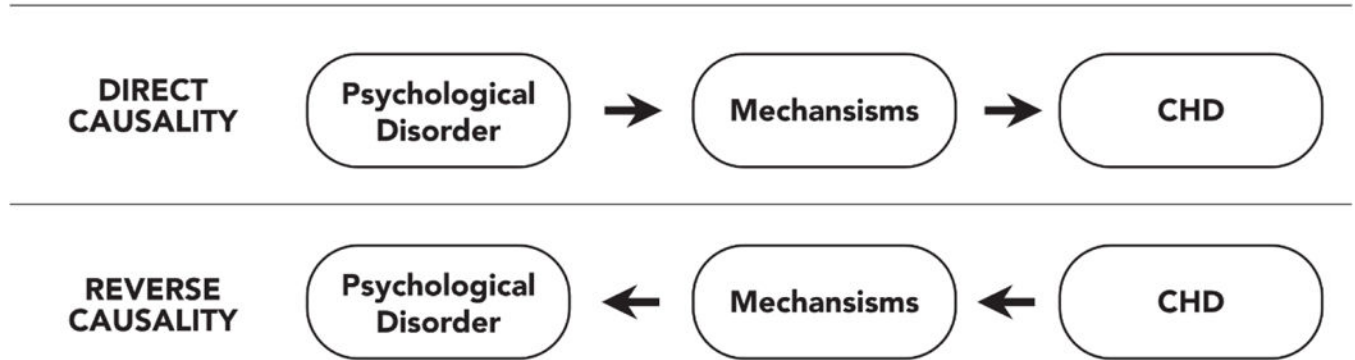 DIRECT
CAUSALITY
Psychological
Disorder
Mechansisms
CHD
REVERSE
CAUSALITY
Psychological
Disorder
Mechansisms
CHD